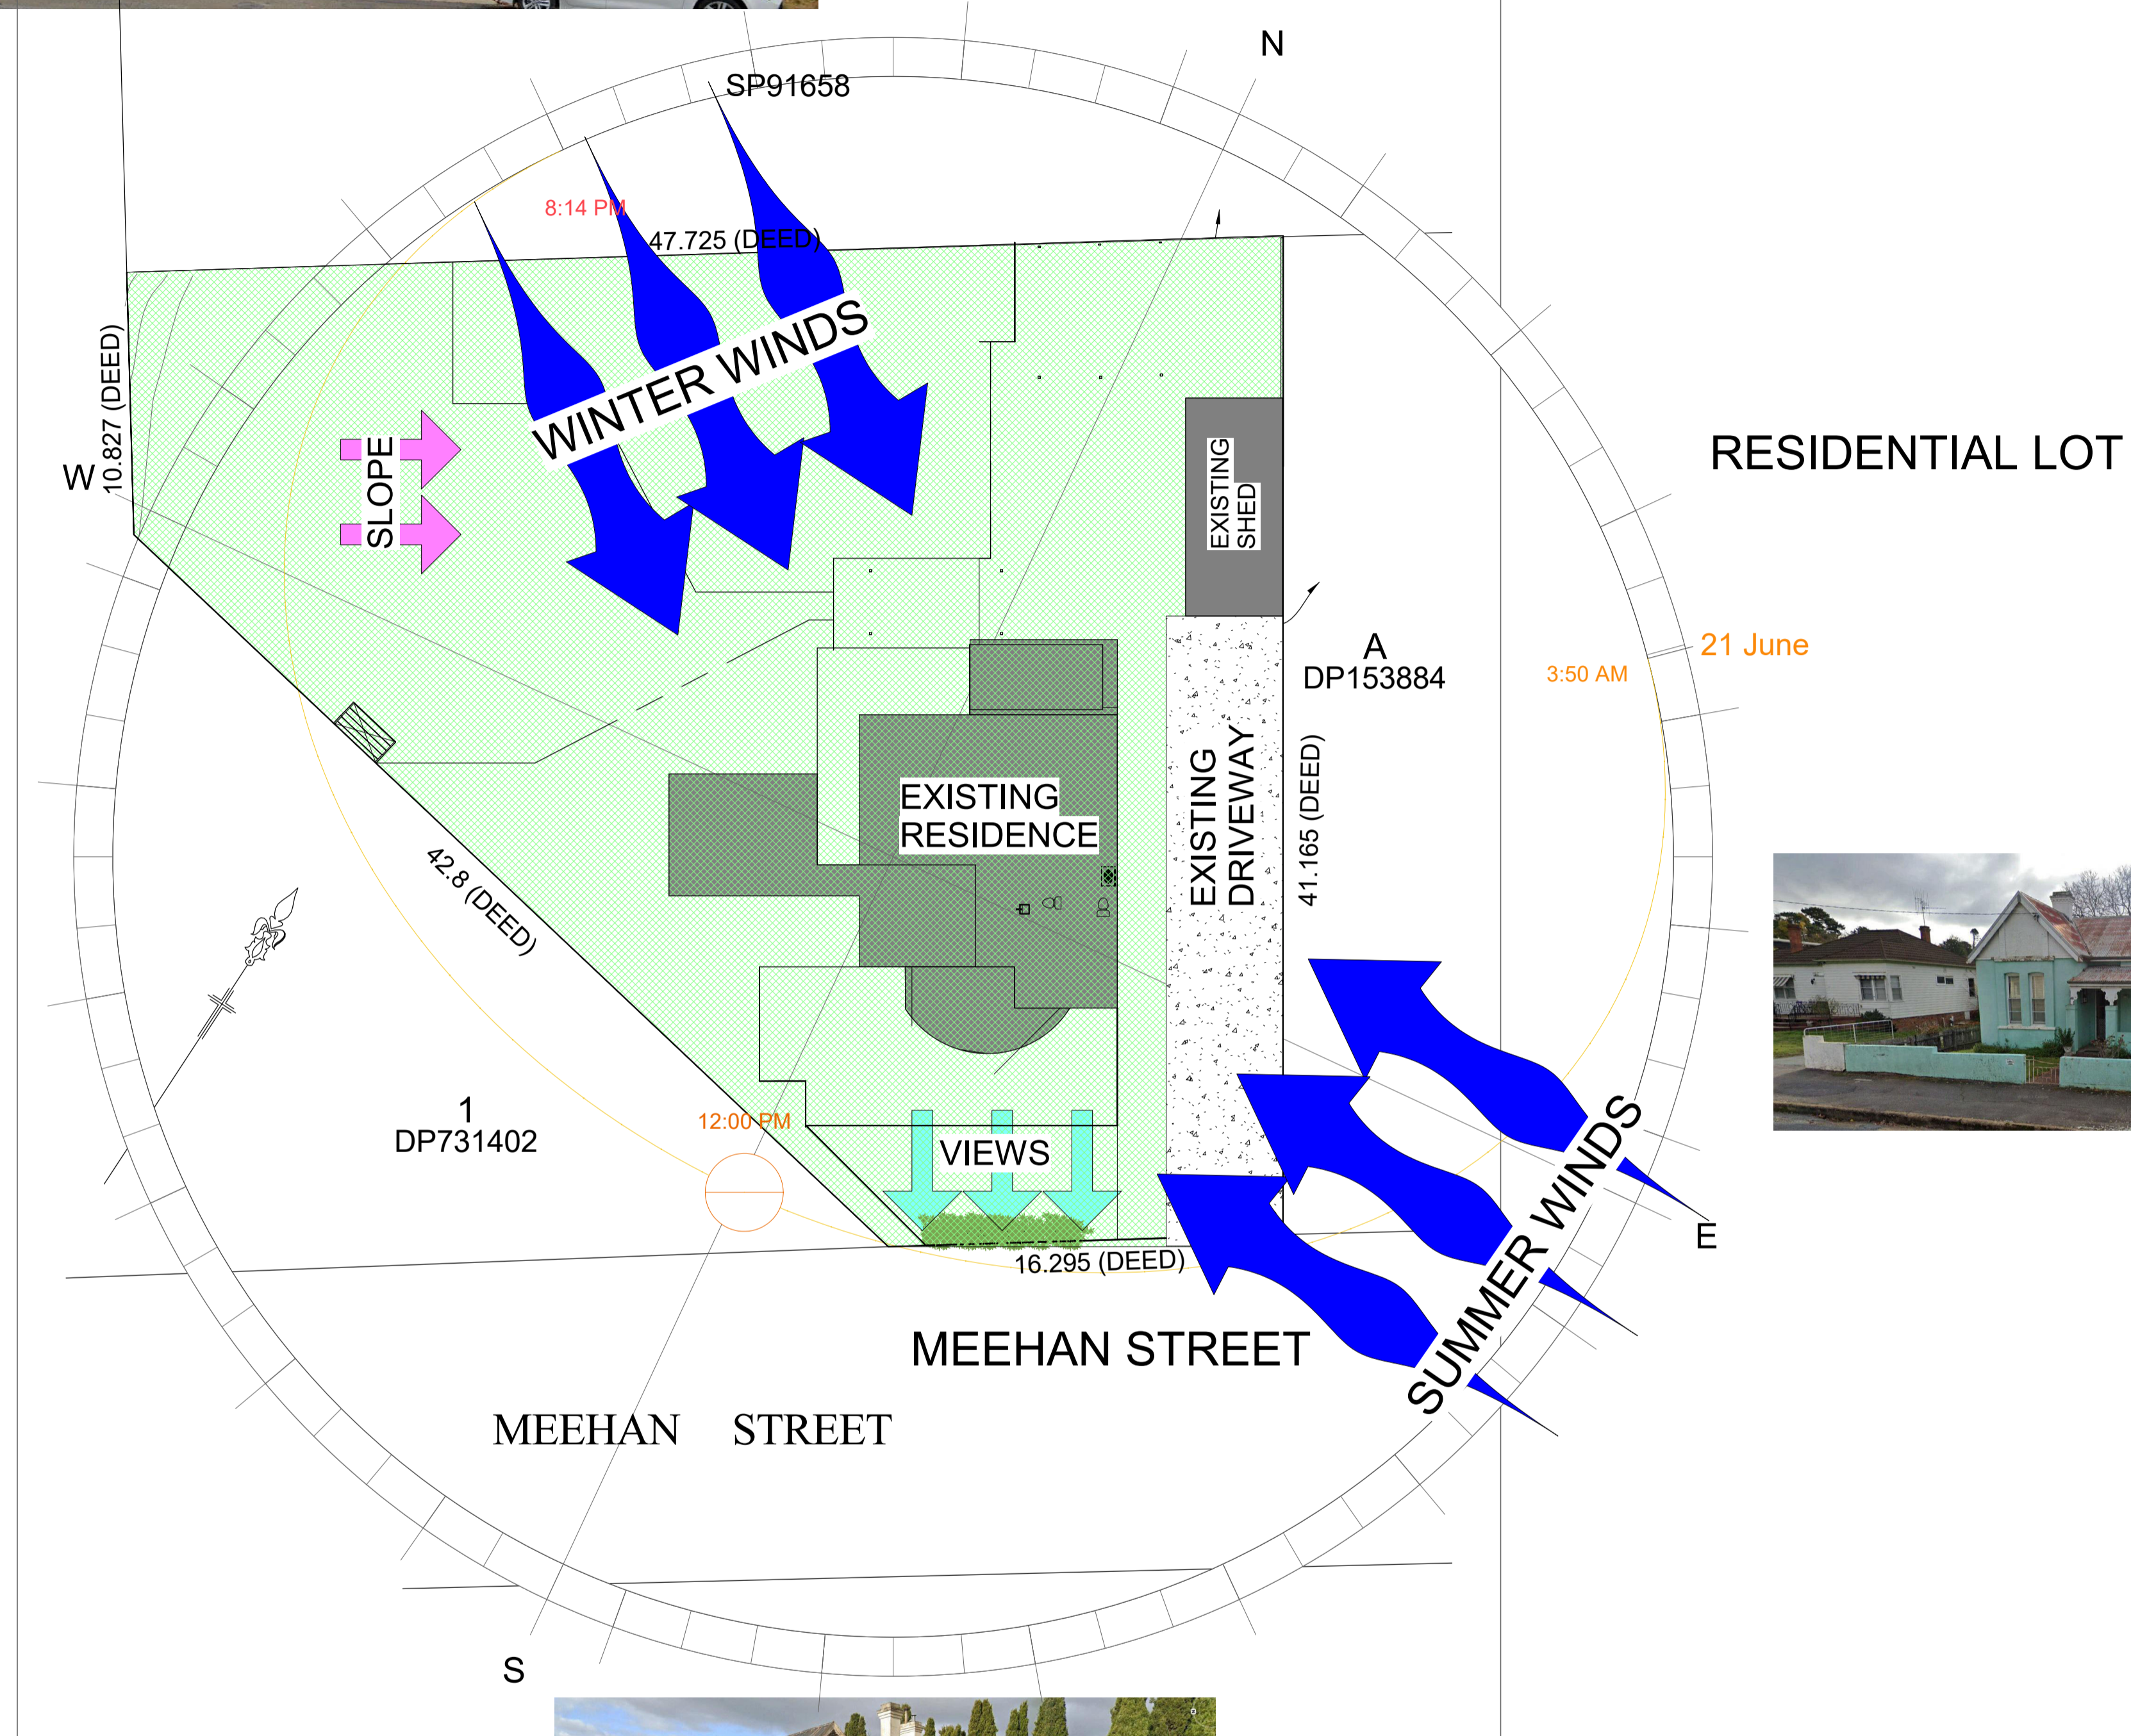 N
SP91658
8:14 PM
47.725 (DEED)
WINTER WINDS
10.827 (DEED)
W
SLOPE
EXISTING
SHED
RESIDENTIAL LOT
A
DP153884
3:50 AM
21 June
EXISTING
RESIDENCE
EXISTING
DRIVEWAY
41.165 (DEED)
42.8 (DEED)
1
DP731402
12:00 PM
VIEWS
16.295 (DEED)
SUMMER WINDS
E
MEEHAN STREET
MEEHAN STREET
S